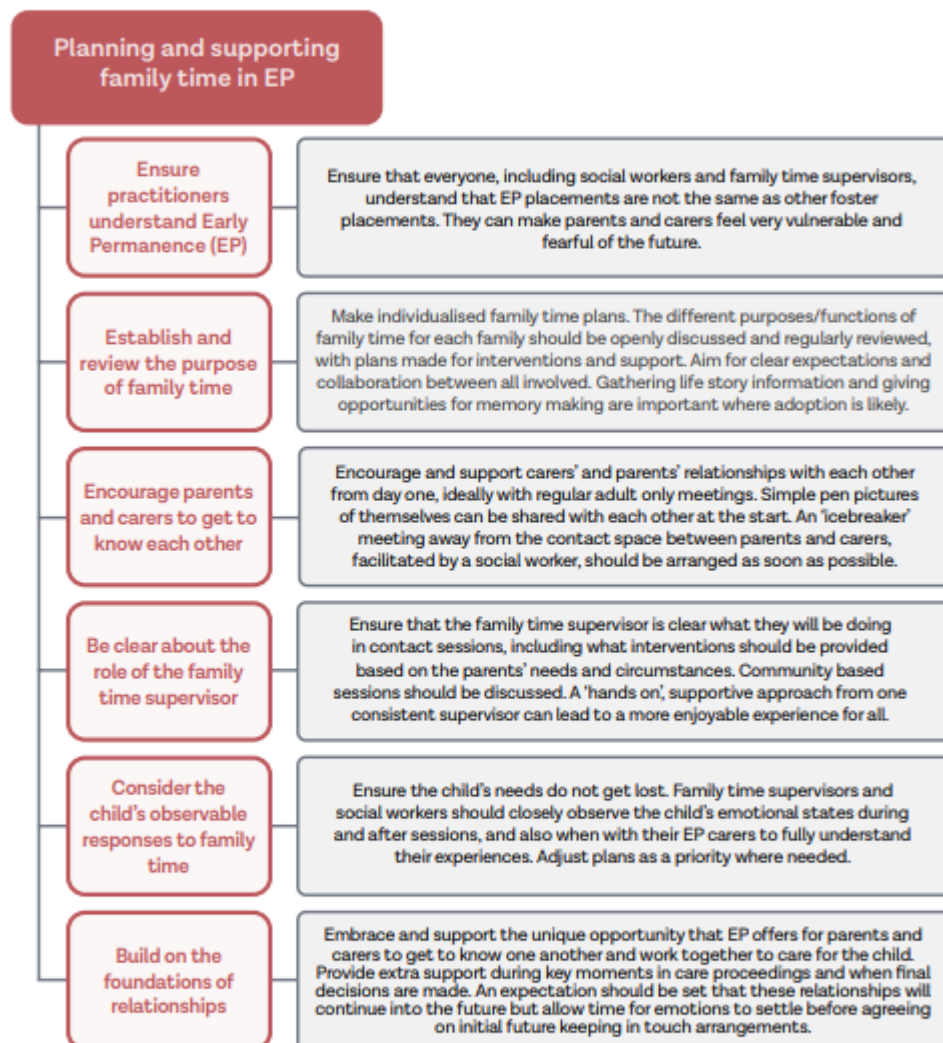 Planning and supporting
family time in EP
Ensure
practitioners
understand Early
Permanence (EP)
Ensure that everyone, including social workers and family time supervisors,
understand that EP placements are not the same as other foster
placements. They can make parents and carers feel very vulnerable and
fearful of the future.
Establish and
review the purpose
of family time
Make individualised family time plans. The different purposes/functions of
family time for each family should be openly discussed and regularly reviewed,
with plans made for interventions and support. Aim for clear expectations and
collaboration between all involved. Gathering life story information and giving
opportunities for memory making are important where adoption is likely.
Encourage parents
and carers to get to
know each other
Encourage and support carers’ and parents’ relationships with each other
from day one, ideally with regular adult only meetings. Simple pen pictures
of themselves can be shared with each other at the start. An ‘icebreaker’
meeting away from the contact space between parents and carers,
facilitated by a social worker, should be arranged as soon as possible.
Be clear about the
role of the family
time supervisor
Ensure that the family time supervisor is clear what they will be doing
in contact sessions, including what interventions should be provided
based on the parents’ needs and circumstances. Community based
sessions should be discussed. A ‘hands on’, supportive approach from one
consistent supervisor can lead to a more enjoyable experience for all.
Consider the
child’s observable
responses to family
time
Ensure the child’s needs do not get lost. Family time supervisors and
social workers should closely observe the child’s emotional states during
and after sessions, and also when with their EP carers to fully understand
their experiences. Adjust plans as a priority where needed.
Build on the
foundations of
relationships
Embrace and support the unique opportunity that EP offers for parents and
carers to get to know one another and work together to care for the child.
Provide extra support during key moments in care proceedings and when final
decisions are made. An expectation should be set that these relationships will
continue into the future but allow time for emotions to settle before agreeing
on initial future keeping in touch arrangements.